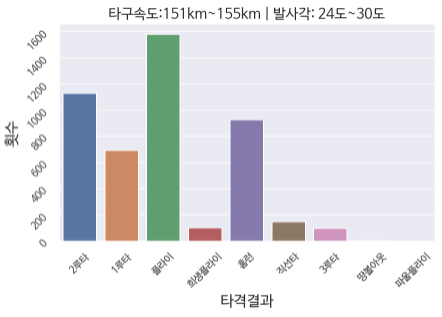 타구속도:151km~155km | 발사각: 24도~30도
횟수
1600
1400
1200
1000
800
600
400
200
0
2루타
1루타
플라이
희생플라이
홈런
직선타
3루타
땅볼아웃
파울플라이
타격결과